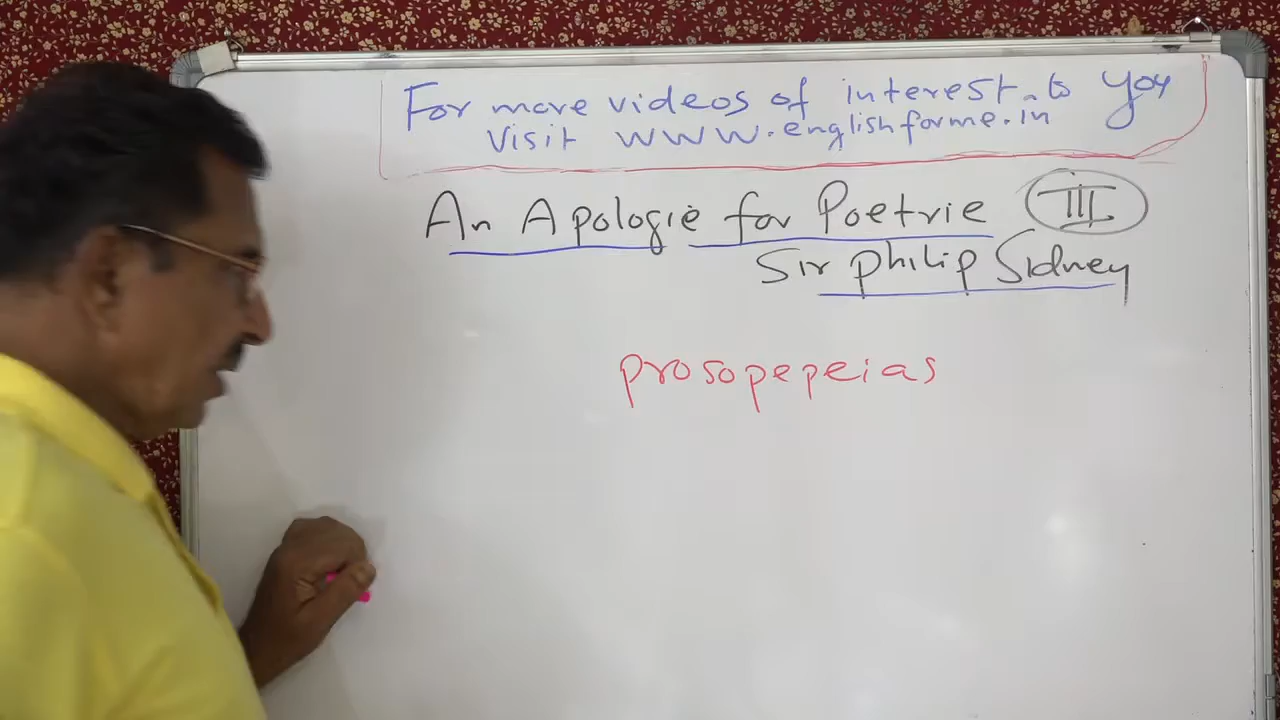 For more videos of interest to you
Visit www.englishforme.in
An Apologie for Poetrie III
Sir Philip Sidney
prosopepeias